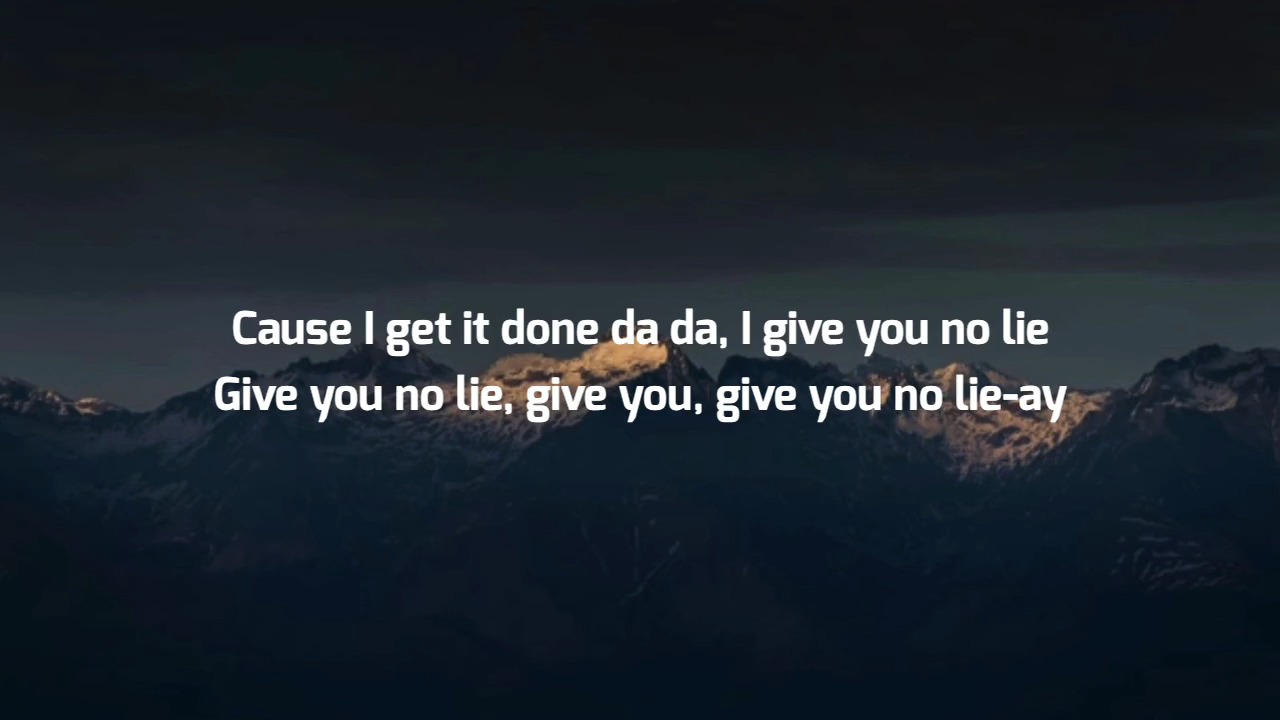 Cause I get it done da da, I give you no lie
Give you no lie, give you, give you no lie-ay